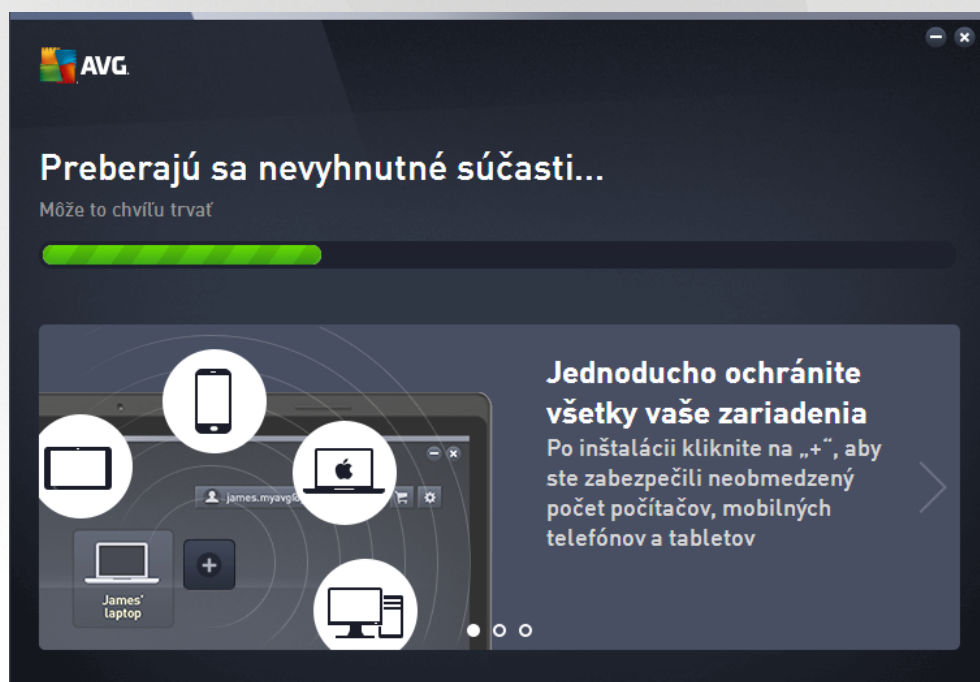 AVG
Preberajú sa nevyhnutné súčasti...
Môže to chvíľu trvať
Jednoducho ochránite
všetky vaše zariadenia
Po inštalácii kliknite na „+“, aby
ste zabezpečili neobmedzený
počet počítačov, mobilných
telefónov a tabletov
James'
laptop